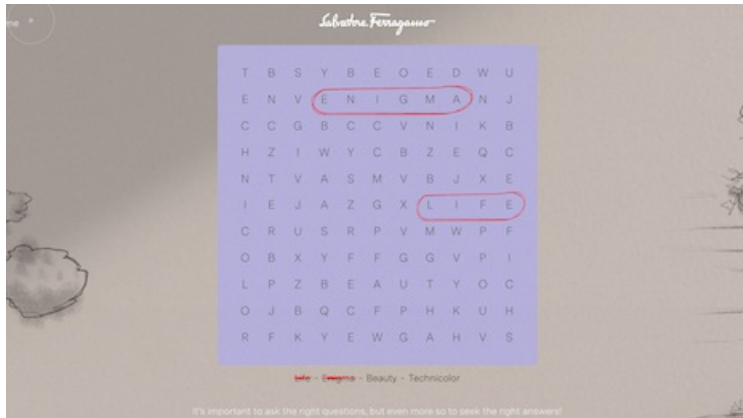 me
Salvatore Ferragamo
T B S Y B E O E D W U
E N V E N I G M A N J
C C G B C C V N I K B
H Z I W Y C B Z E Q C
N T V A S M V B J X E
I E J A Z G X L I F E
C R U S R P V M W P F
O B X Y F F G G V P I
L P Z B E A U T Y O C
O J B Q C F P H K U H
R F K Y E W G A H V S
Life - Enigma - Beauty - Technicolor
It's important to ask the right questions, but even more so to seek the right answers!